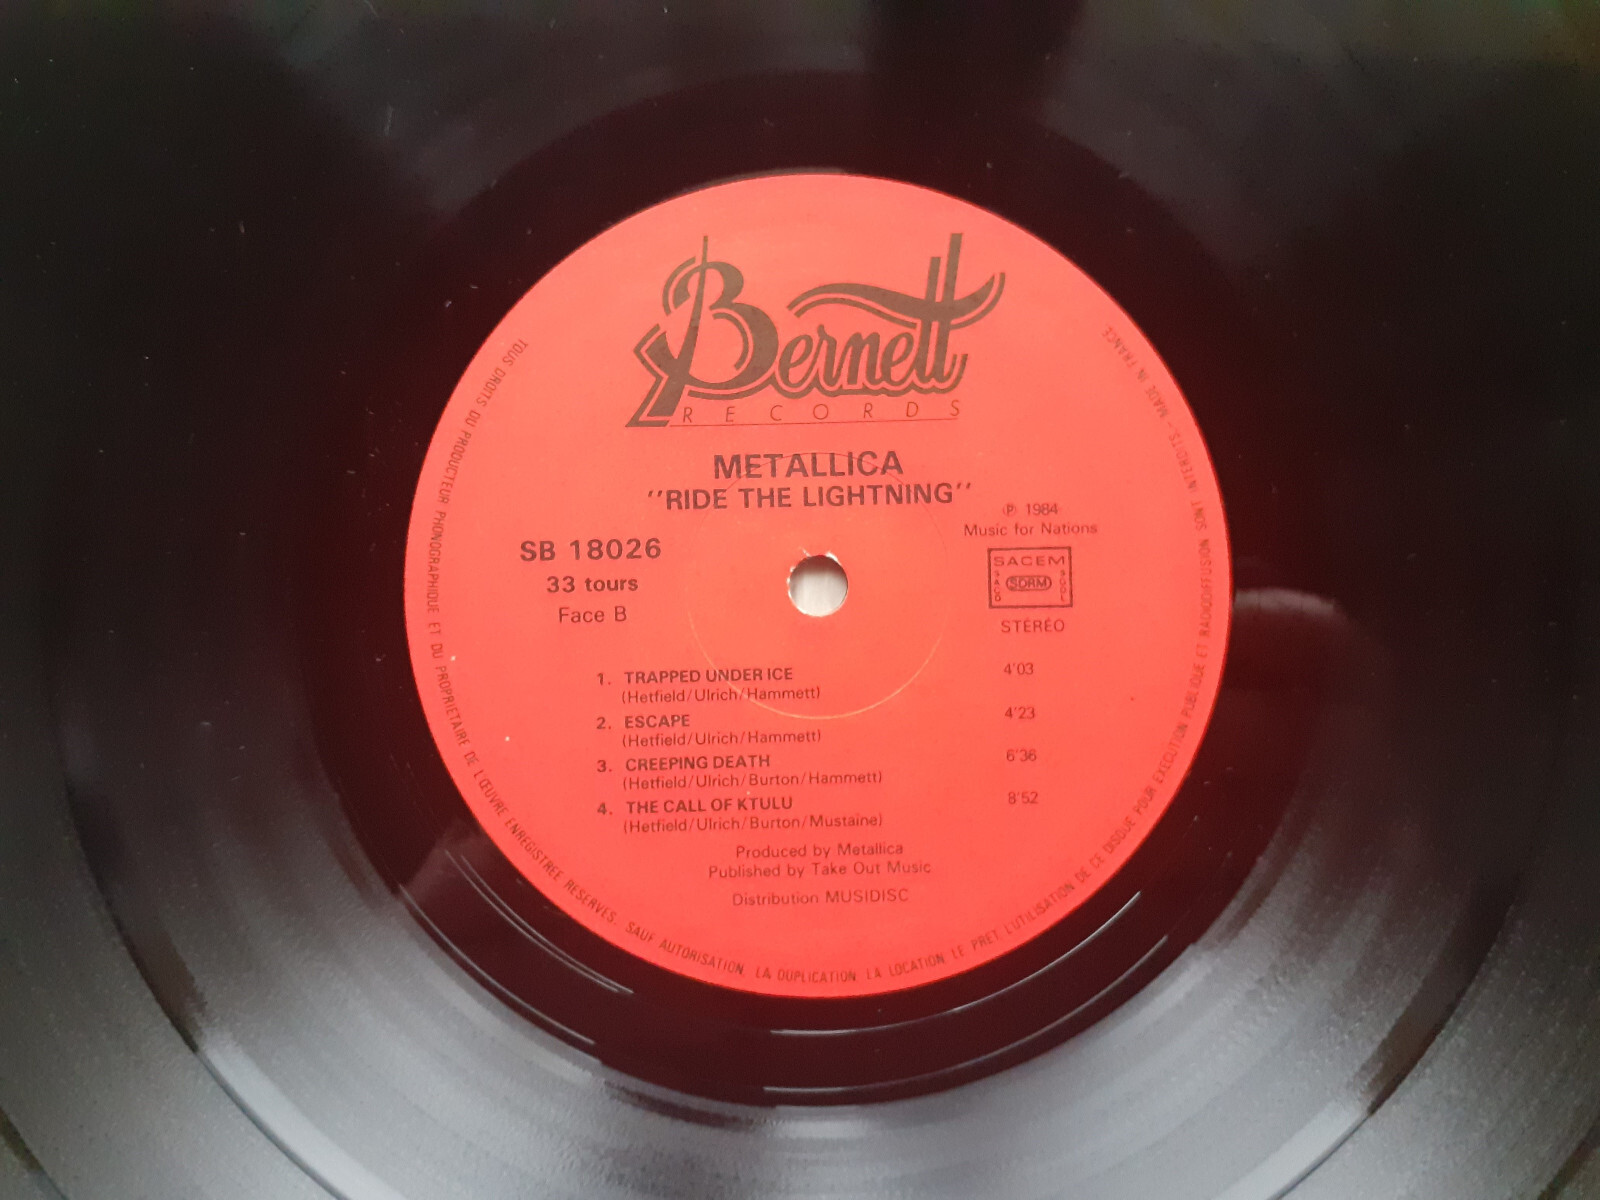 Bernett
RECORDS
METALLICA
"RIDE THE LIGHTNING"
℗ 1984
Music for Nations
SB 18026
33 tours
Face B
SACEM
SACD
SDRM
SGDL
STÉRÉO
1. TRAPPED UNDER ICE 4'03
(Hetfield/Ulrich/Hammett)
2. ESCAPE 4'23
(Hetfield/Ulrich/Hammett)
3. CREEPING DEATH 6'36
(Hetfield/Ulrich/Burton/Hammett)
4. THE CALL OF KTULU 8'52
(Hetfield/Ulrich/Burton/Mustaine)
Produced by Metallica
Published by Take Out Music
Distribution MUSIDISC
TOUS DROITS DU PRODUCTEUR PHONOGRAPHIQUE ET DU PROPRIETAIRE DE L'ŒUVRE ENREGISTREE RESERVES. SAUF AUTORISATION, LA DUPLICATION, LA LOCATION, LE PRET, L'UTILISATION DE CE DISQUE POUR EXECUTION PUBLIQUE ET RADIODIFFUSION SONT INTERDITS. - MADE IN FRANCE